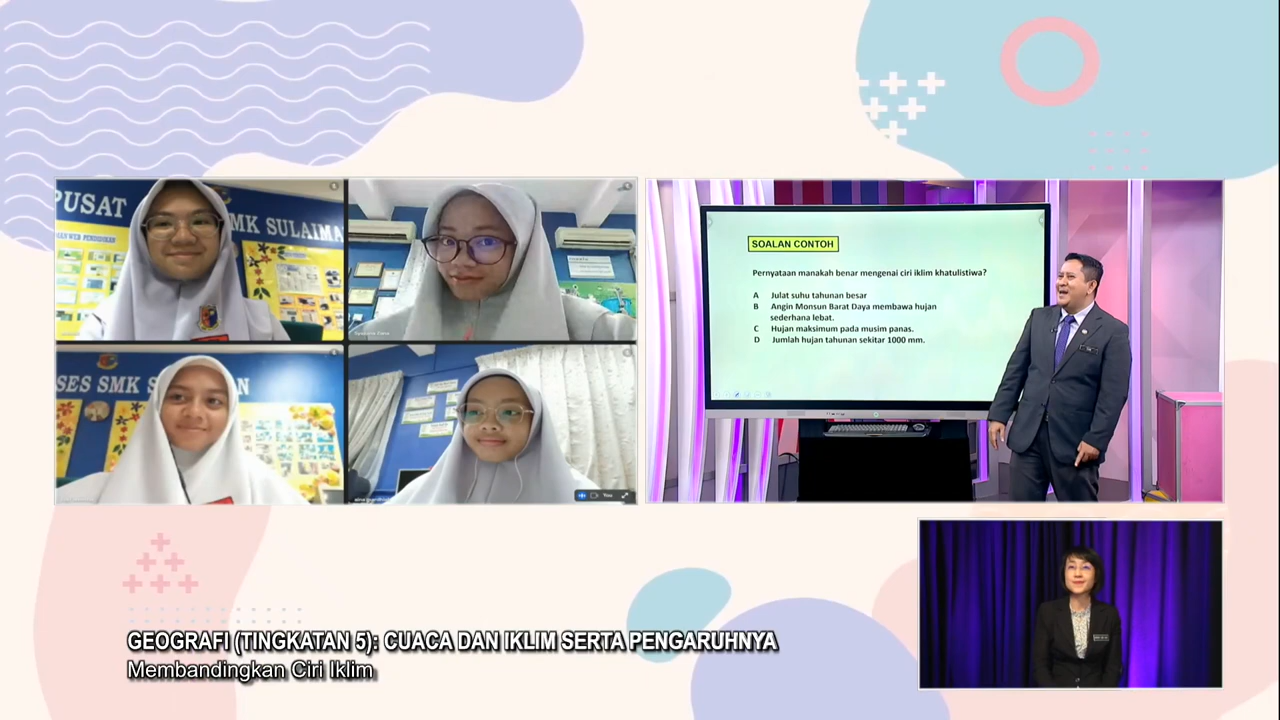 PUSAT
SMK SULAIMA
SES SMK S
AN
You
SOALAN CONTOH
Pernyataan manakah benar mengenai ciri iklim khatulistiwa?
A Julat suhu tahunan besar
B Angin Monsun Barat Daya membawa hujan
sederhana lebat.
C Hujan maksimum pada musim panas.
D Jumlah hujan tahunan sekitar 1000 mm.
GEOGRAFI (TINGKATAN 5): CUACA DAN IKLIM SERTA PENGARUHNYA
Membandingkan Ciri Iklim